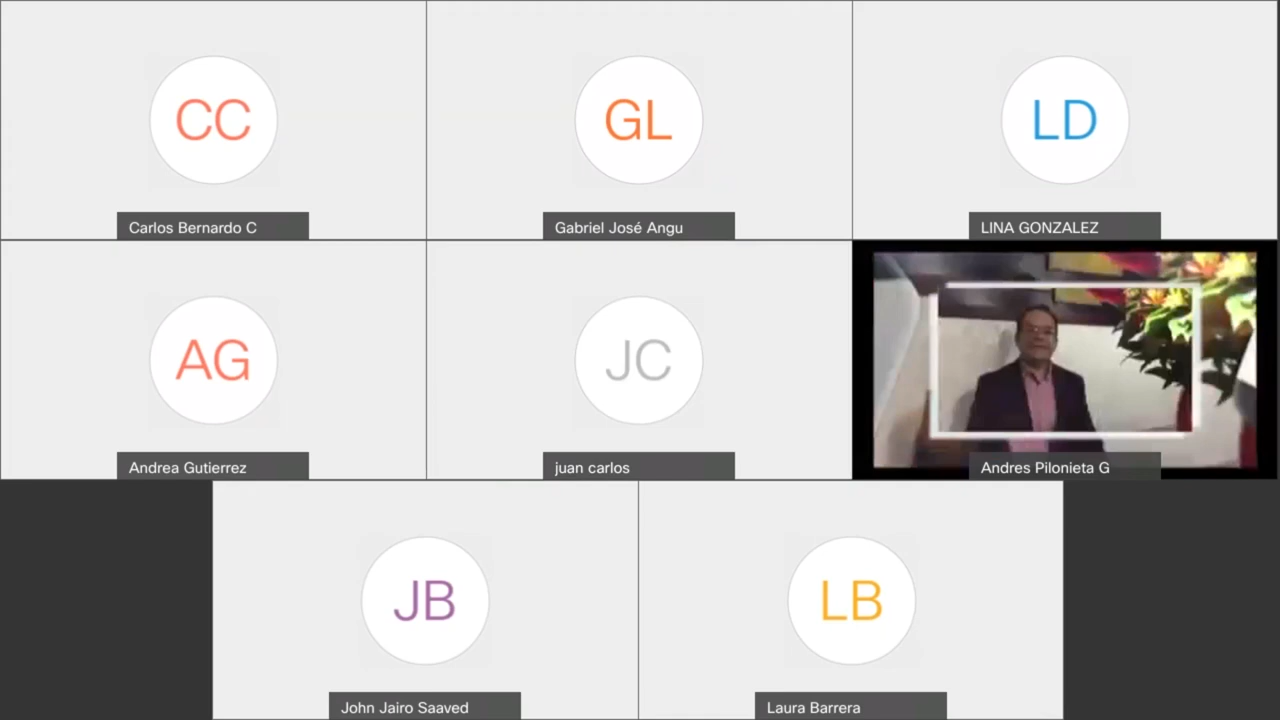 CC
GL
LD
Carlos Bernardo C
Gabriel José Angu
LINA GONZALEZ
AG
JC
Andrea Gutierrez
juan carlos
Andres Pilonieta G
JB
LB
John Jairo Saaved
Laura Barrera